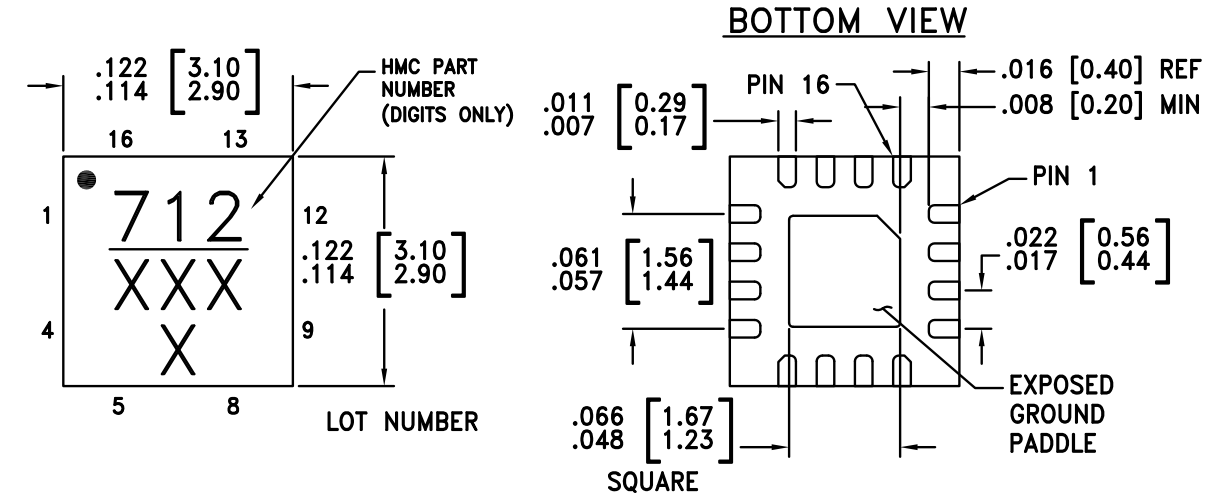 BOTTOM VIEW
.122 [3.10]
.114 [2.90]
HMC PART
NUMBER
(DIGITS ONLY)
16 13
1
4
712
XXX
X
12
9
.122 [3.10]
.114 [2.90]
5 8
LOT NUMBER
PIN 16
.016 [0.40] REF
.008 [0.20] MIN
.011 [0.29]
.007 [0.17]
PIN 1
.061 [1.56]
.057 [1.44]
.022 [0.56]
.017 [0.44]
.066 [1.67]
.048 [1.23]
SQUARE
EXPOSED
GROUND
PADDLE